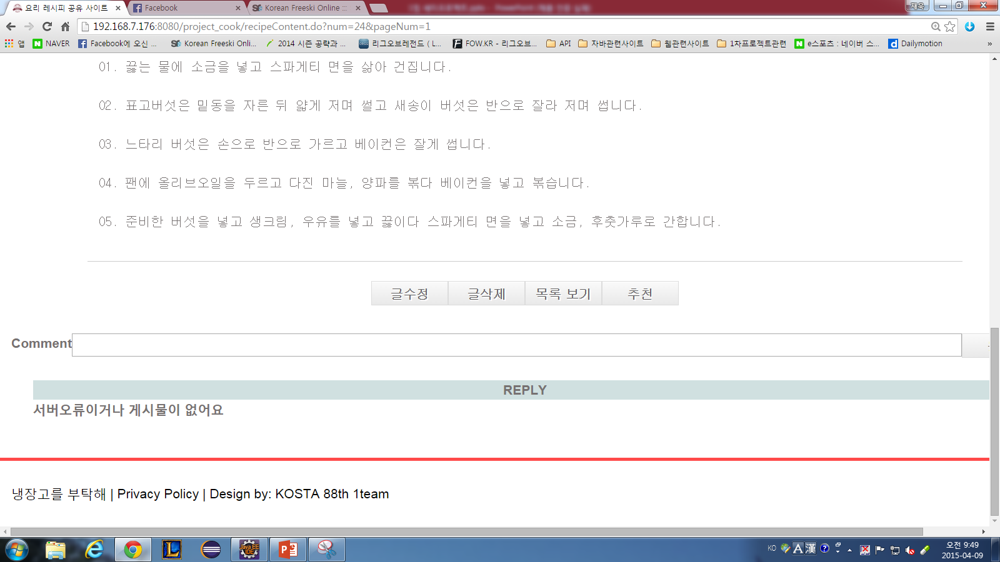 요리 레시피 공유 사이트
Facebook
Korean Freeski Online :::
재욱
192.168.7.176:8080/project_cook/recipeContent.do?num=24&pageNum=1
앱
NAVER
Facebook에 오신 ...
Korean Freeski Onli...
2014 시즌 공략과 ...
리그오브레전드 ( L...
FOW.KR - 리그오브...
API
자바관련사이트
웹관련사이트
1차프로젝트관련
e스포츠 : 네이버 스...
Dailymotion
»
01. 끓는 물에 소금을 넣고 스파게티 면을 삶아 건집니다.
02. 표고버섯은 밑동을 자른 뒤 얇게 저며 썰고 새송이 버섯은 반으로 잘라 저며 썹니다.
03. 느타리 버섯은 손으로 반으로 가르고 베이컨은 잘게 썹니다.
04. 팬에 올리브오일을 두르고 다진 마늘, 양파를 볶다 베이컨을 넣고 볶습니다.
05. 준비한 버섯을 넣고 생크림, 우유를 넣고 끓이다 스파게티 면을 넣고 소금, 후춧가루로 간합니다.
글수정
글삭제
목록 보기
추천
Comment
REPLY
서버오류이거나 게시물이 없어요
냉장고를 부탁해 | Privacy Policy | Design by: KOSTA 88th 1team
Java EE
IDE
KO
A
漢
오전 9:49
2015-04-09